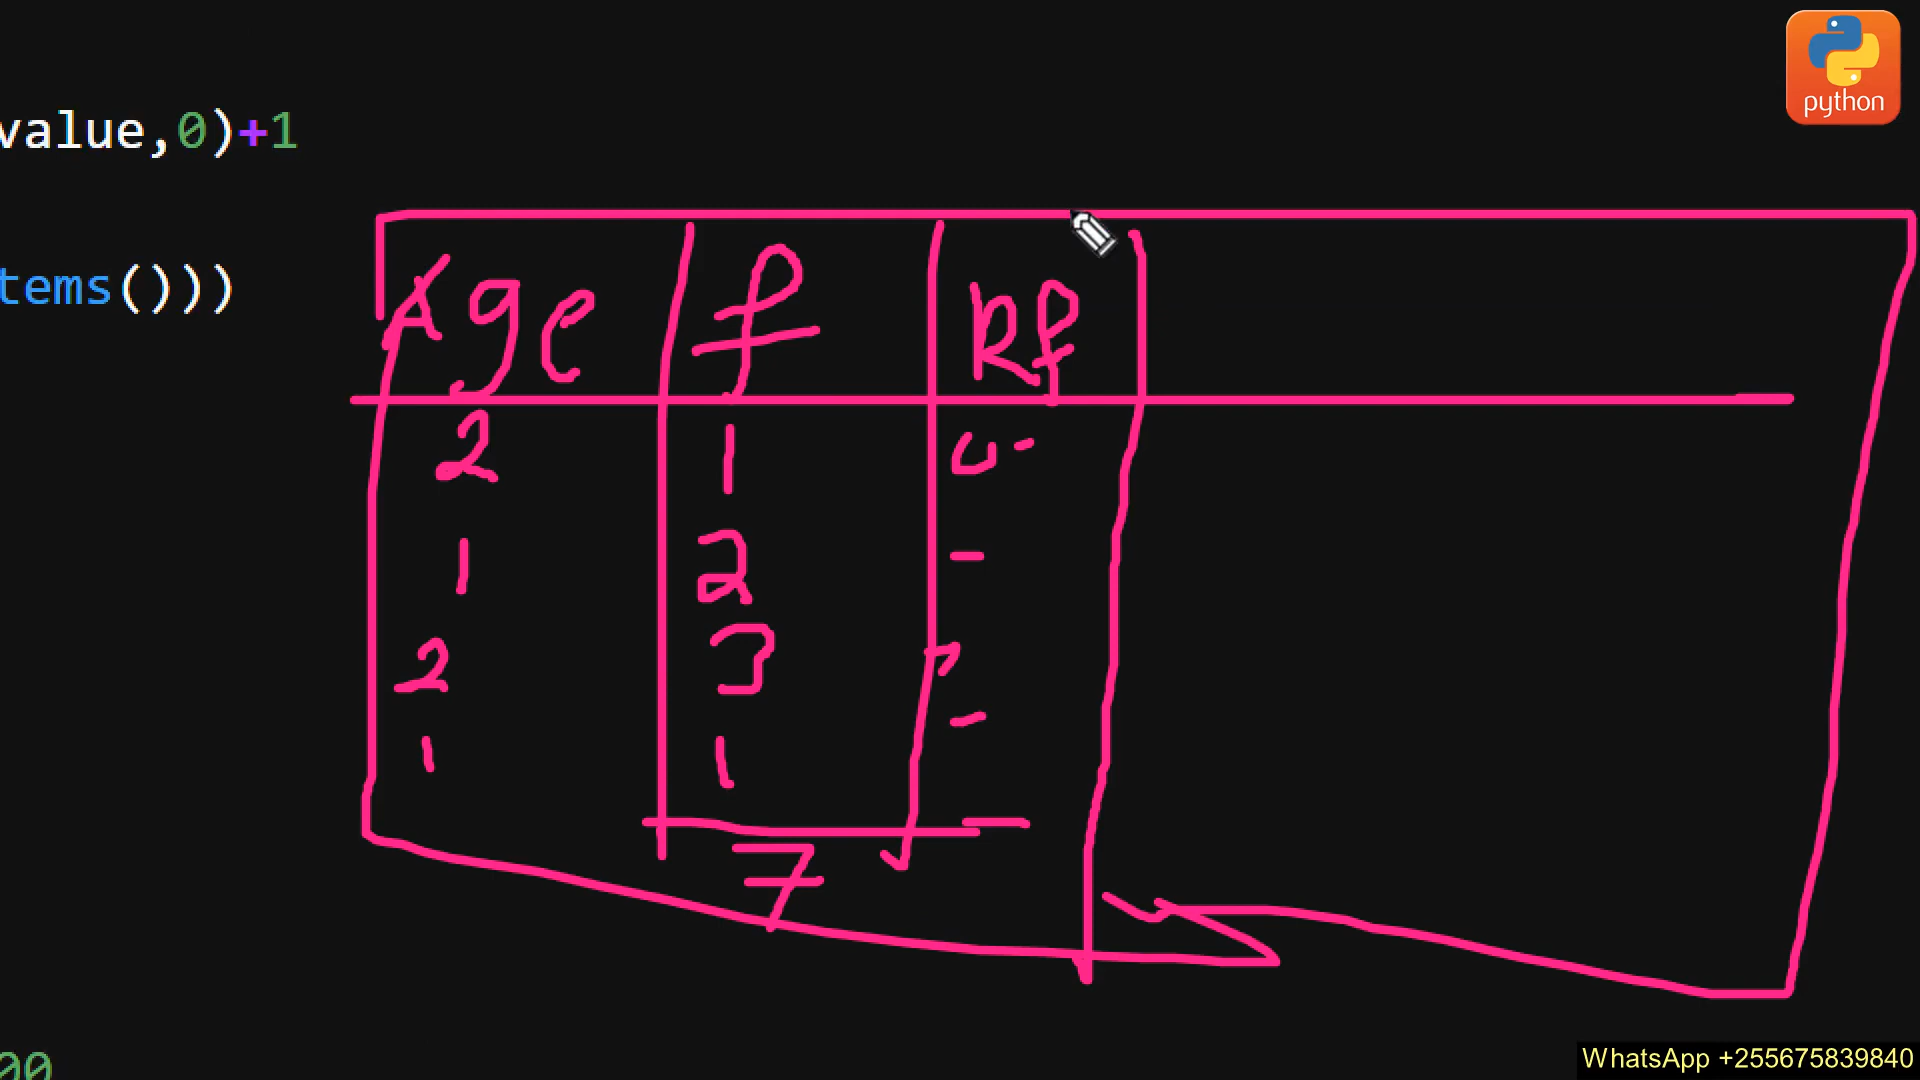 python
value,0)+1
tems()))
Age f Rf
2 1 0-
1 2 -
2 3
1 1 -
7
00
WhatsApp +255675839840